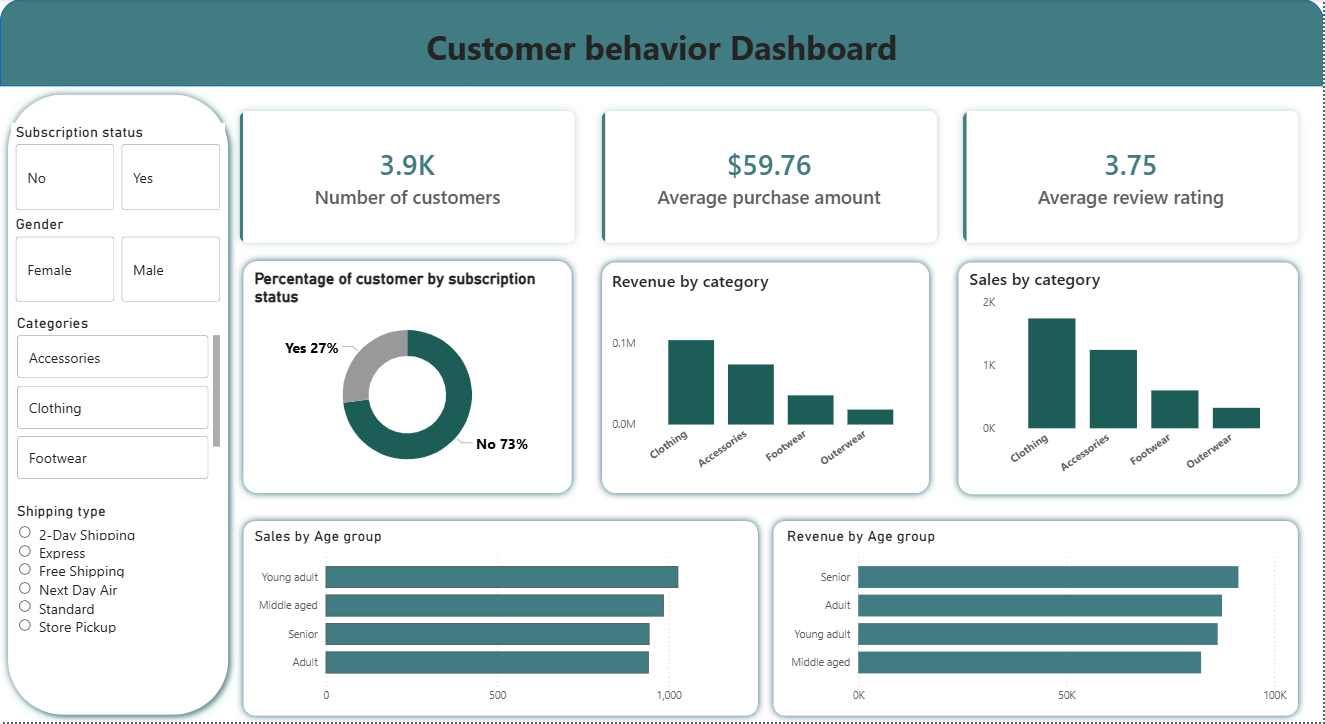 Customer behavior Dashboard
Subscription status
No
Yes
Gender
Female
Male
Categories
Accessories
Clothing
Footwear
Shipping type
2-Day Shipping
Express
Free Shipping
Next Day Air
Standard
Store Pickup
3.9K
Number of customers
$59.76
Average purchase amount
3.75
Average review rating
Percentage of customer by subscription
status
Yes 27%
No 73%
Revenue by category
0.1M
0.0M
Clothing
Accessories
Footwear
Outerwear
Sales by category
2K
1K
0K
Clothing
Accessories
Footwear
Outerwear
Sales by Age group
Young adult
Middle aged
Senior
Adult
0
500
1,000
Revenue by Age group
Senior
Adult
Young adult
Middle aged
0K
50K
100K